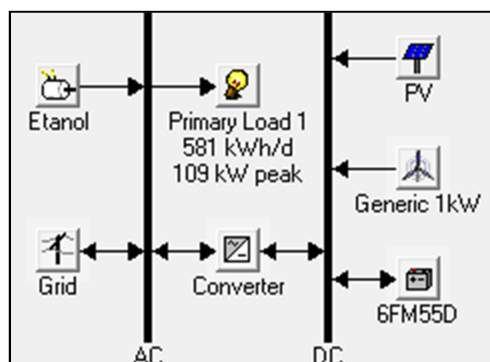 Etanol
Primary Load 1
581 kWh/d
109 kW peak
PV
Generic 1kW
Grid
Converter
6FM55D
AC
DC